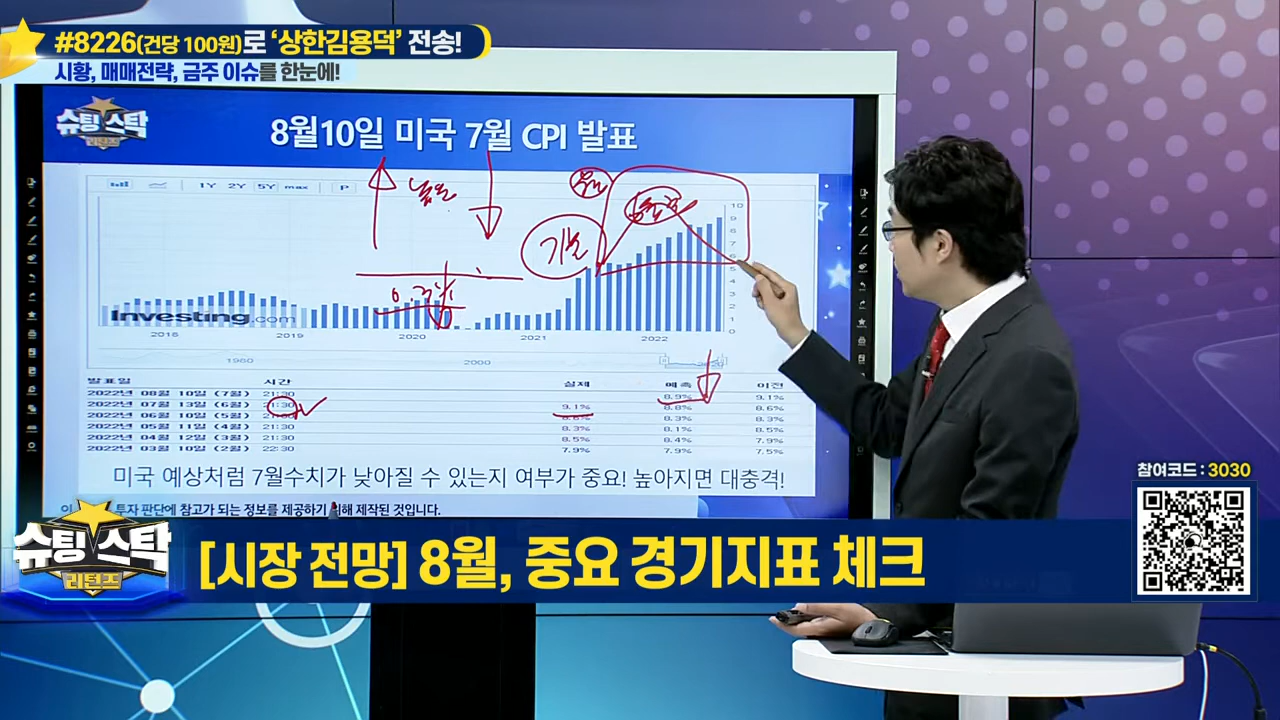 #8226(건당 100원)로 '상한김용덕' 전송!
시황, 매매전략, 금주 이슈를 한눈에!
슈팅 스탁
리턴즈
8월10일 미국 7월 CPI 발표
1Y 2Y 5Y max P
기준
10
9
8
7
6
5
4
3
2
1
0
Investing.com
2018 2019 2020 2021 2022
1980 2000
발표일 시간 실제 예측 이전
2022년 08월 10일 (7월) 21:30 8.9% 9.1%
2022년 07월 13일 (6월) 21:30 9.1% 8.8% 8.6%
2022년 06월 10일 (5월) 21:30 8.6% 8.3% 8.3%
2022년 05월 11일 (4월) 21:30 8.3% 8.1% 8.5%
2022년 04월 12일 (3월) 21:30 8.5% 8.4% 7.9%
2022년 03월 10일 (2월) 22:30 7.9% 7.9% 7.5%
미국 예상처럼 7월수치가 낮아질 수 있는지 여부가 중요! 높아지면 대충격!
투자 판단에 참고가 되는 정보를 제공하기 위해 제작된 것입니다.
참여코드 : 3030
슈팅 스탁
리턴즈
[시장 전망] 8월, 중요 경기지표 체크